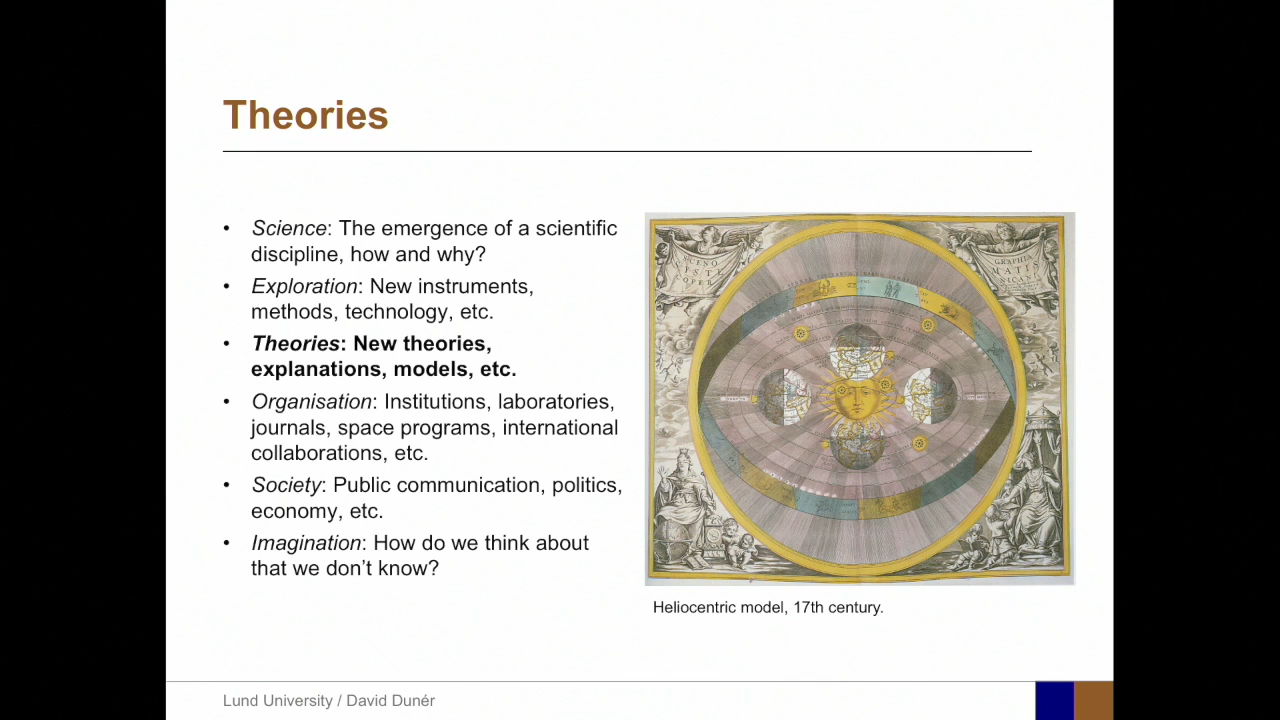 Theories
• Science: The emergence of a scientific
discipline, how and why?
• Exploration: New instruments,
methods, technology, etc.
• Theories: New theories,
explanations, models, etc.
• Organisation: Institutions, laboratories,
journals, space programs, international
collaborations, etc.
• Society: Public communication, politics,
economy, etc.
• Imagination: How do we think about
that we don't know?
GRAPHIA
MATIS
Heliocentric model, 17th century.
Lund University / David Dunér